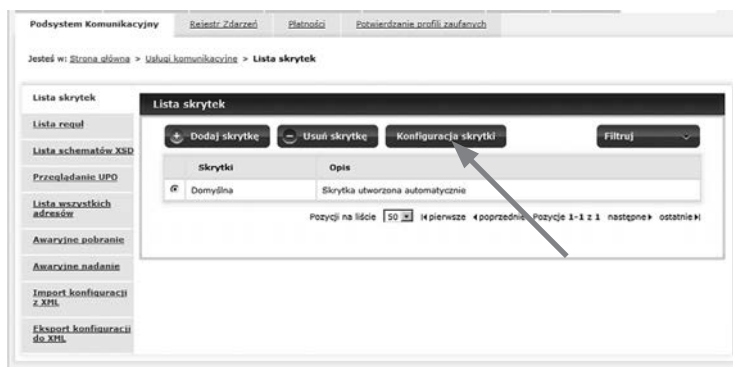 Podsystem Komunikacyjny Rejestr Zdarzeń Płatności Potwierdzanie profili zaufanych
Jesteś w: Strona główna > Usługi komunikacyjne > Lista skrytek
Lista skrytek
Lista reguł
Lista schematów XSD
Przeglądanie UPO
Lista wszystkich
adresów
Awaryjne pobranie
Awaryjne nadanie
Import konfiguracji
z XML
Eksport konfiguracji
do XML
Lista skrytek
Dodaj skrytkę Usuń skrytkę Konfiguracja skrytki Filtruj
Skrytki Opis
Domyślna Skrytka utworzona automatycznie
Pozycji na liście 50 pierwsze poprzednie Pozycje 1-1 z 1 następne ostatnie